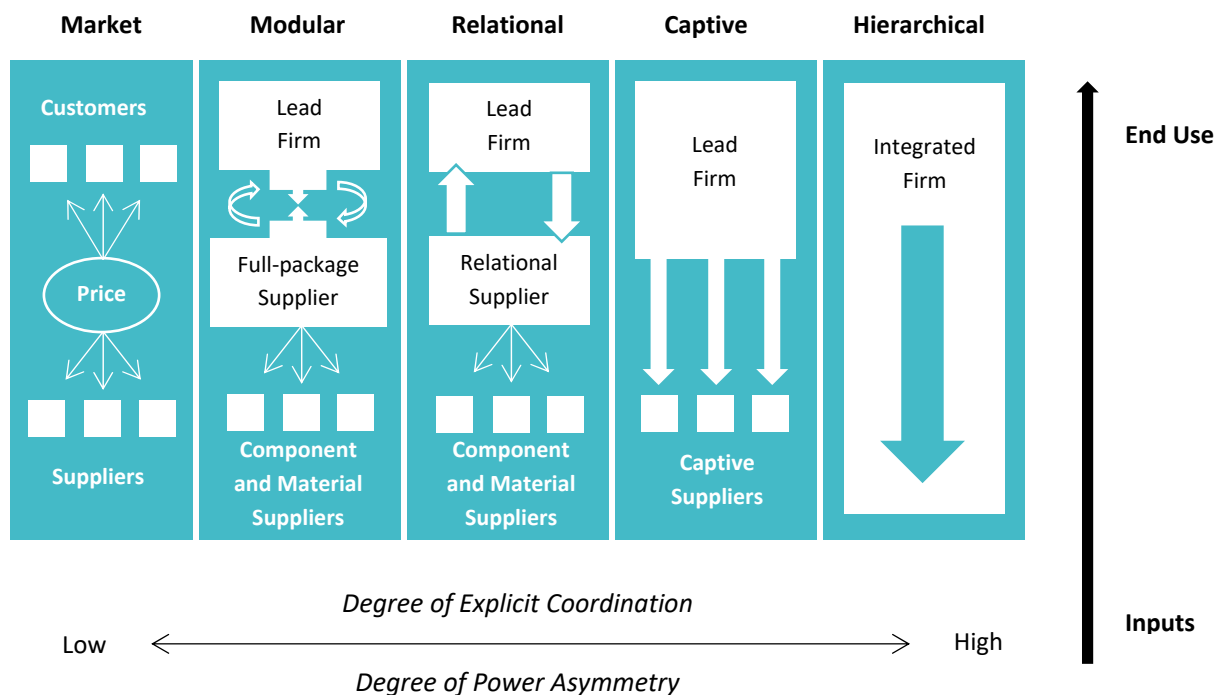 Market
Modular
Relational
Captive
Hierarchical
Customers
Price
Suppliers
Lead
Firm
Full-package
Supplier
Component
and Material
Suppliers
Lead
Firm
Relational
Supplier
Component
and Material
Suppliers
Lead
Firm
Captive
Suppliers
Integrated
Firm
End Use
Inputs
Degree of Explicit Coordination
Low
High
Degree of Power Asymmetry